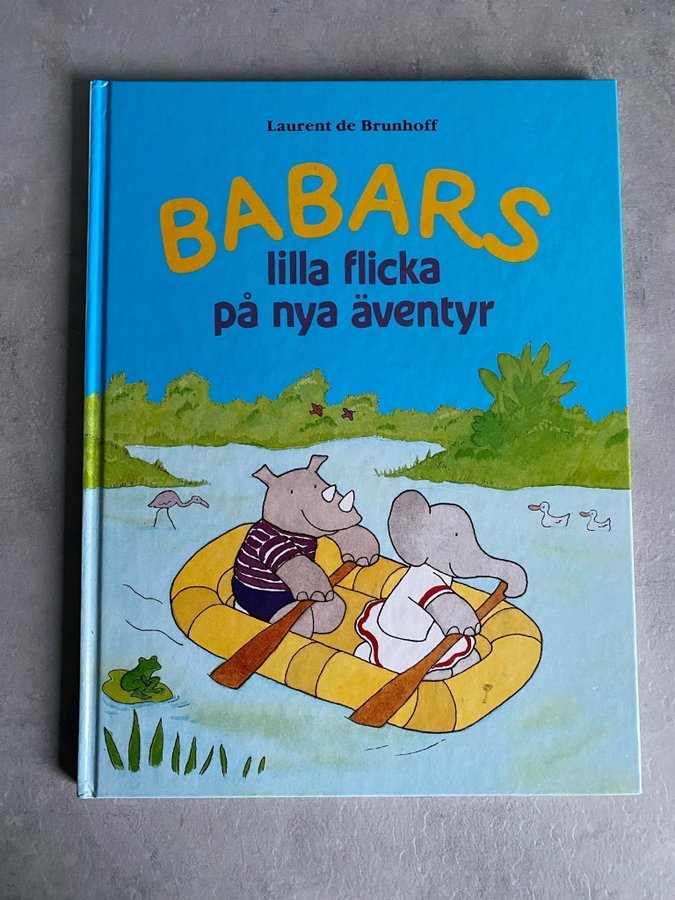 Laurent de Brunhoff
BABARS
lilla flicka
på nya äventyr